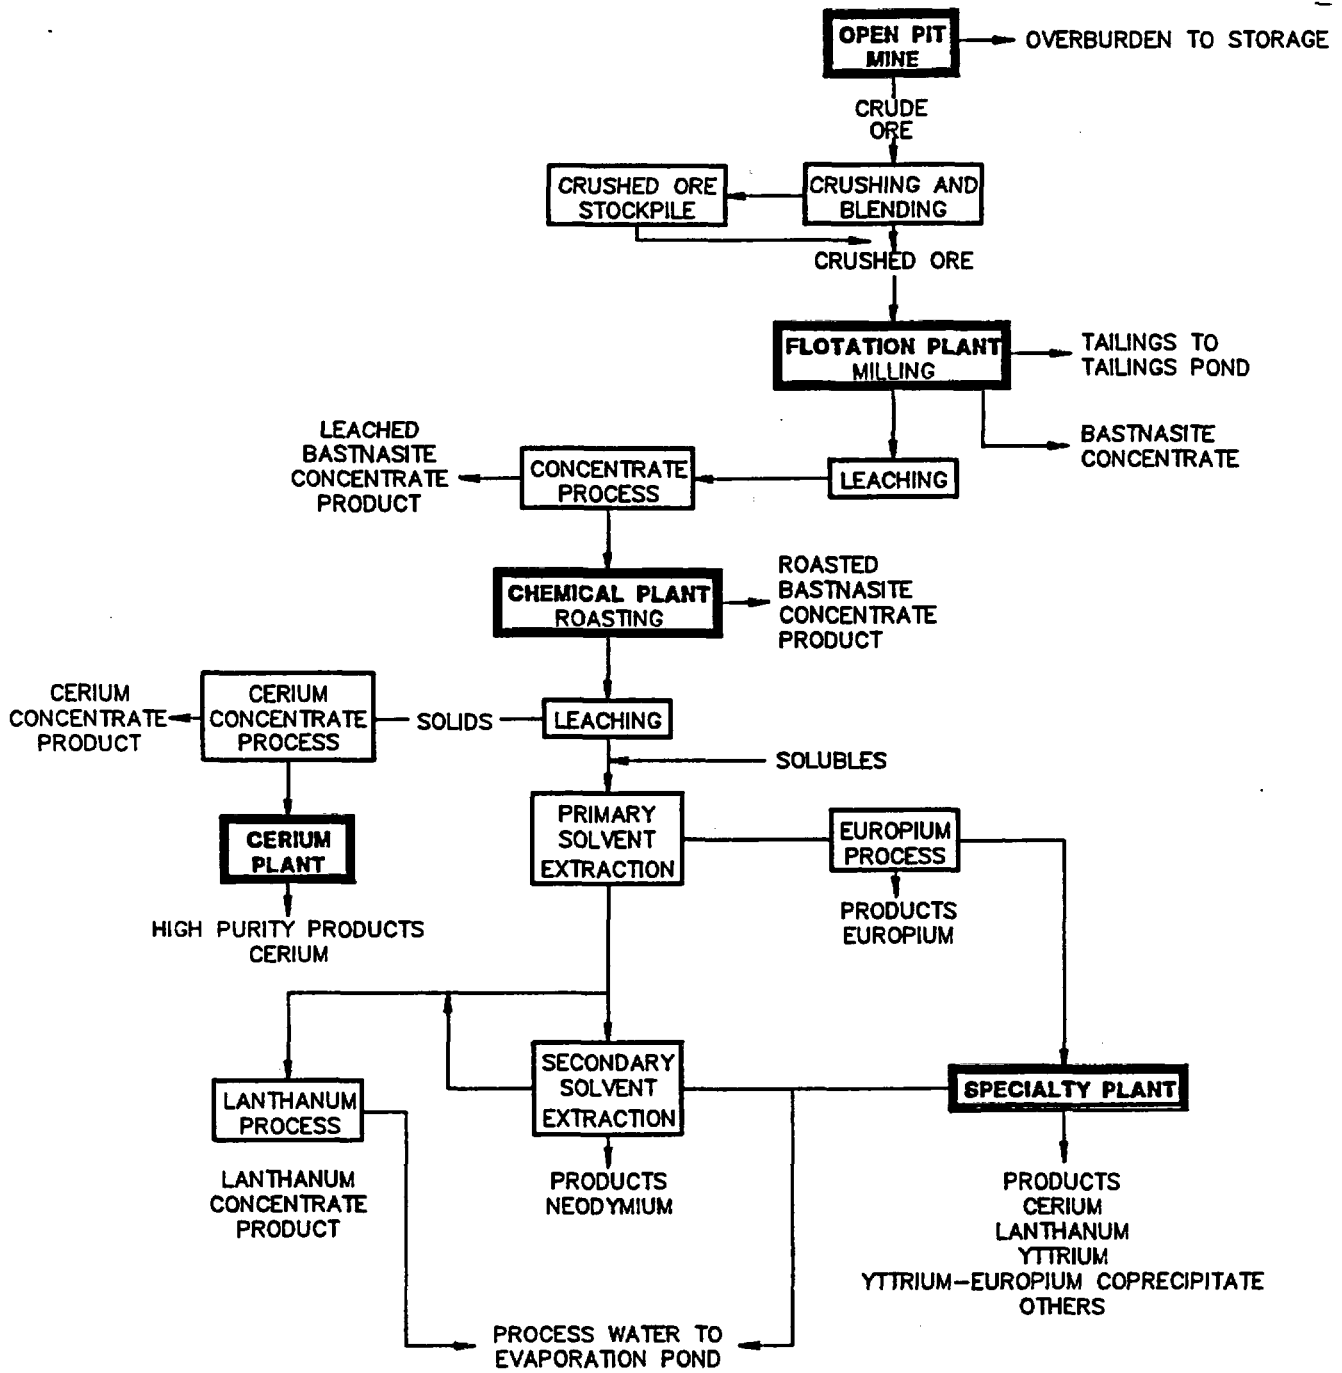 OPEN PIT
MINE
OVERBURDEN TO STORAGE
CRUDE
ORE
CRUSHED ORE
STOCKPILE
CRUSHING AND
BLENDING
CRUSHED ORE
FLOTATION PLANT
MILLING
TAILINGS TO
TAILINGS POND
BASTNASITE
CONCENTRATE
LEACHING
CONCENTRATE
PROCESS
LEACHED
BASTNASITE
CONCENTRATE
PRODUCT
CHEMICAL PLANT
ROASTING
ROASTED
BASTNASITE
CONCENTRATE
PRODUCT
LEACHING
SOLIDS
CERIUM
CONCENTRATE
PROCESS
CERIUM
CONCENTRATE
PRODUCT
SOLUBLES
CERIUM
PLANT
HIGH PURITY PRODUCTS
CERIUM
PRIMARY
SOLVENT
EXTRACTION
EUROPIUM
PROCESS
PRODUCTS
EUROPIUM
SECONDARY
SOLVENT
EXTRACTION
PRODUCTS
NEODYMIUM
LANTHANUM
PROCESS
LANTHANUM
CONCENTRATE
PRODUCT
SPECIALTY PLANT
PRODUCTS
CERIUM
LANTHANUM
YTTRIUM
YTTRIUM-EUROPIUM COPRECIPITATE
OTHERS
PROCESS WATER TO
EVAPORATION POND